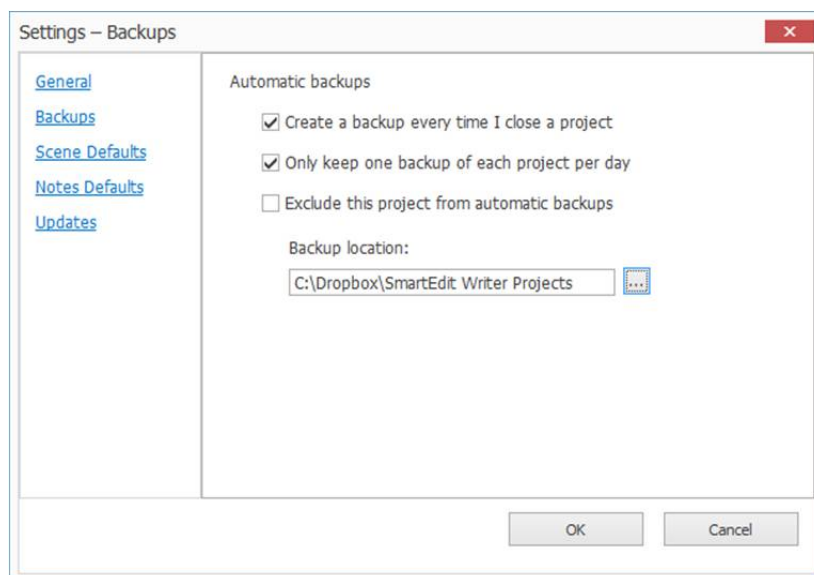 Settings – Backups
General
Backups
Scene Defaults
Notes Defaults
Updates
Automatic backups
Create a backup every time I close a project
Only keep one backup of each project per day
Exclude this project from automatic backups
Backup location:
C:\Dropbox\SmartEdit Writer Projects
...
OK
Cancel